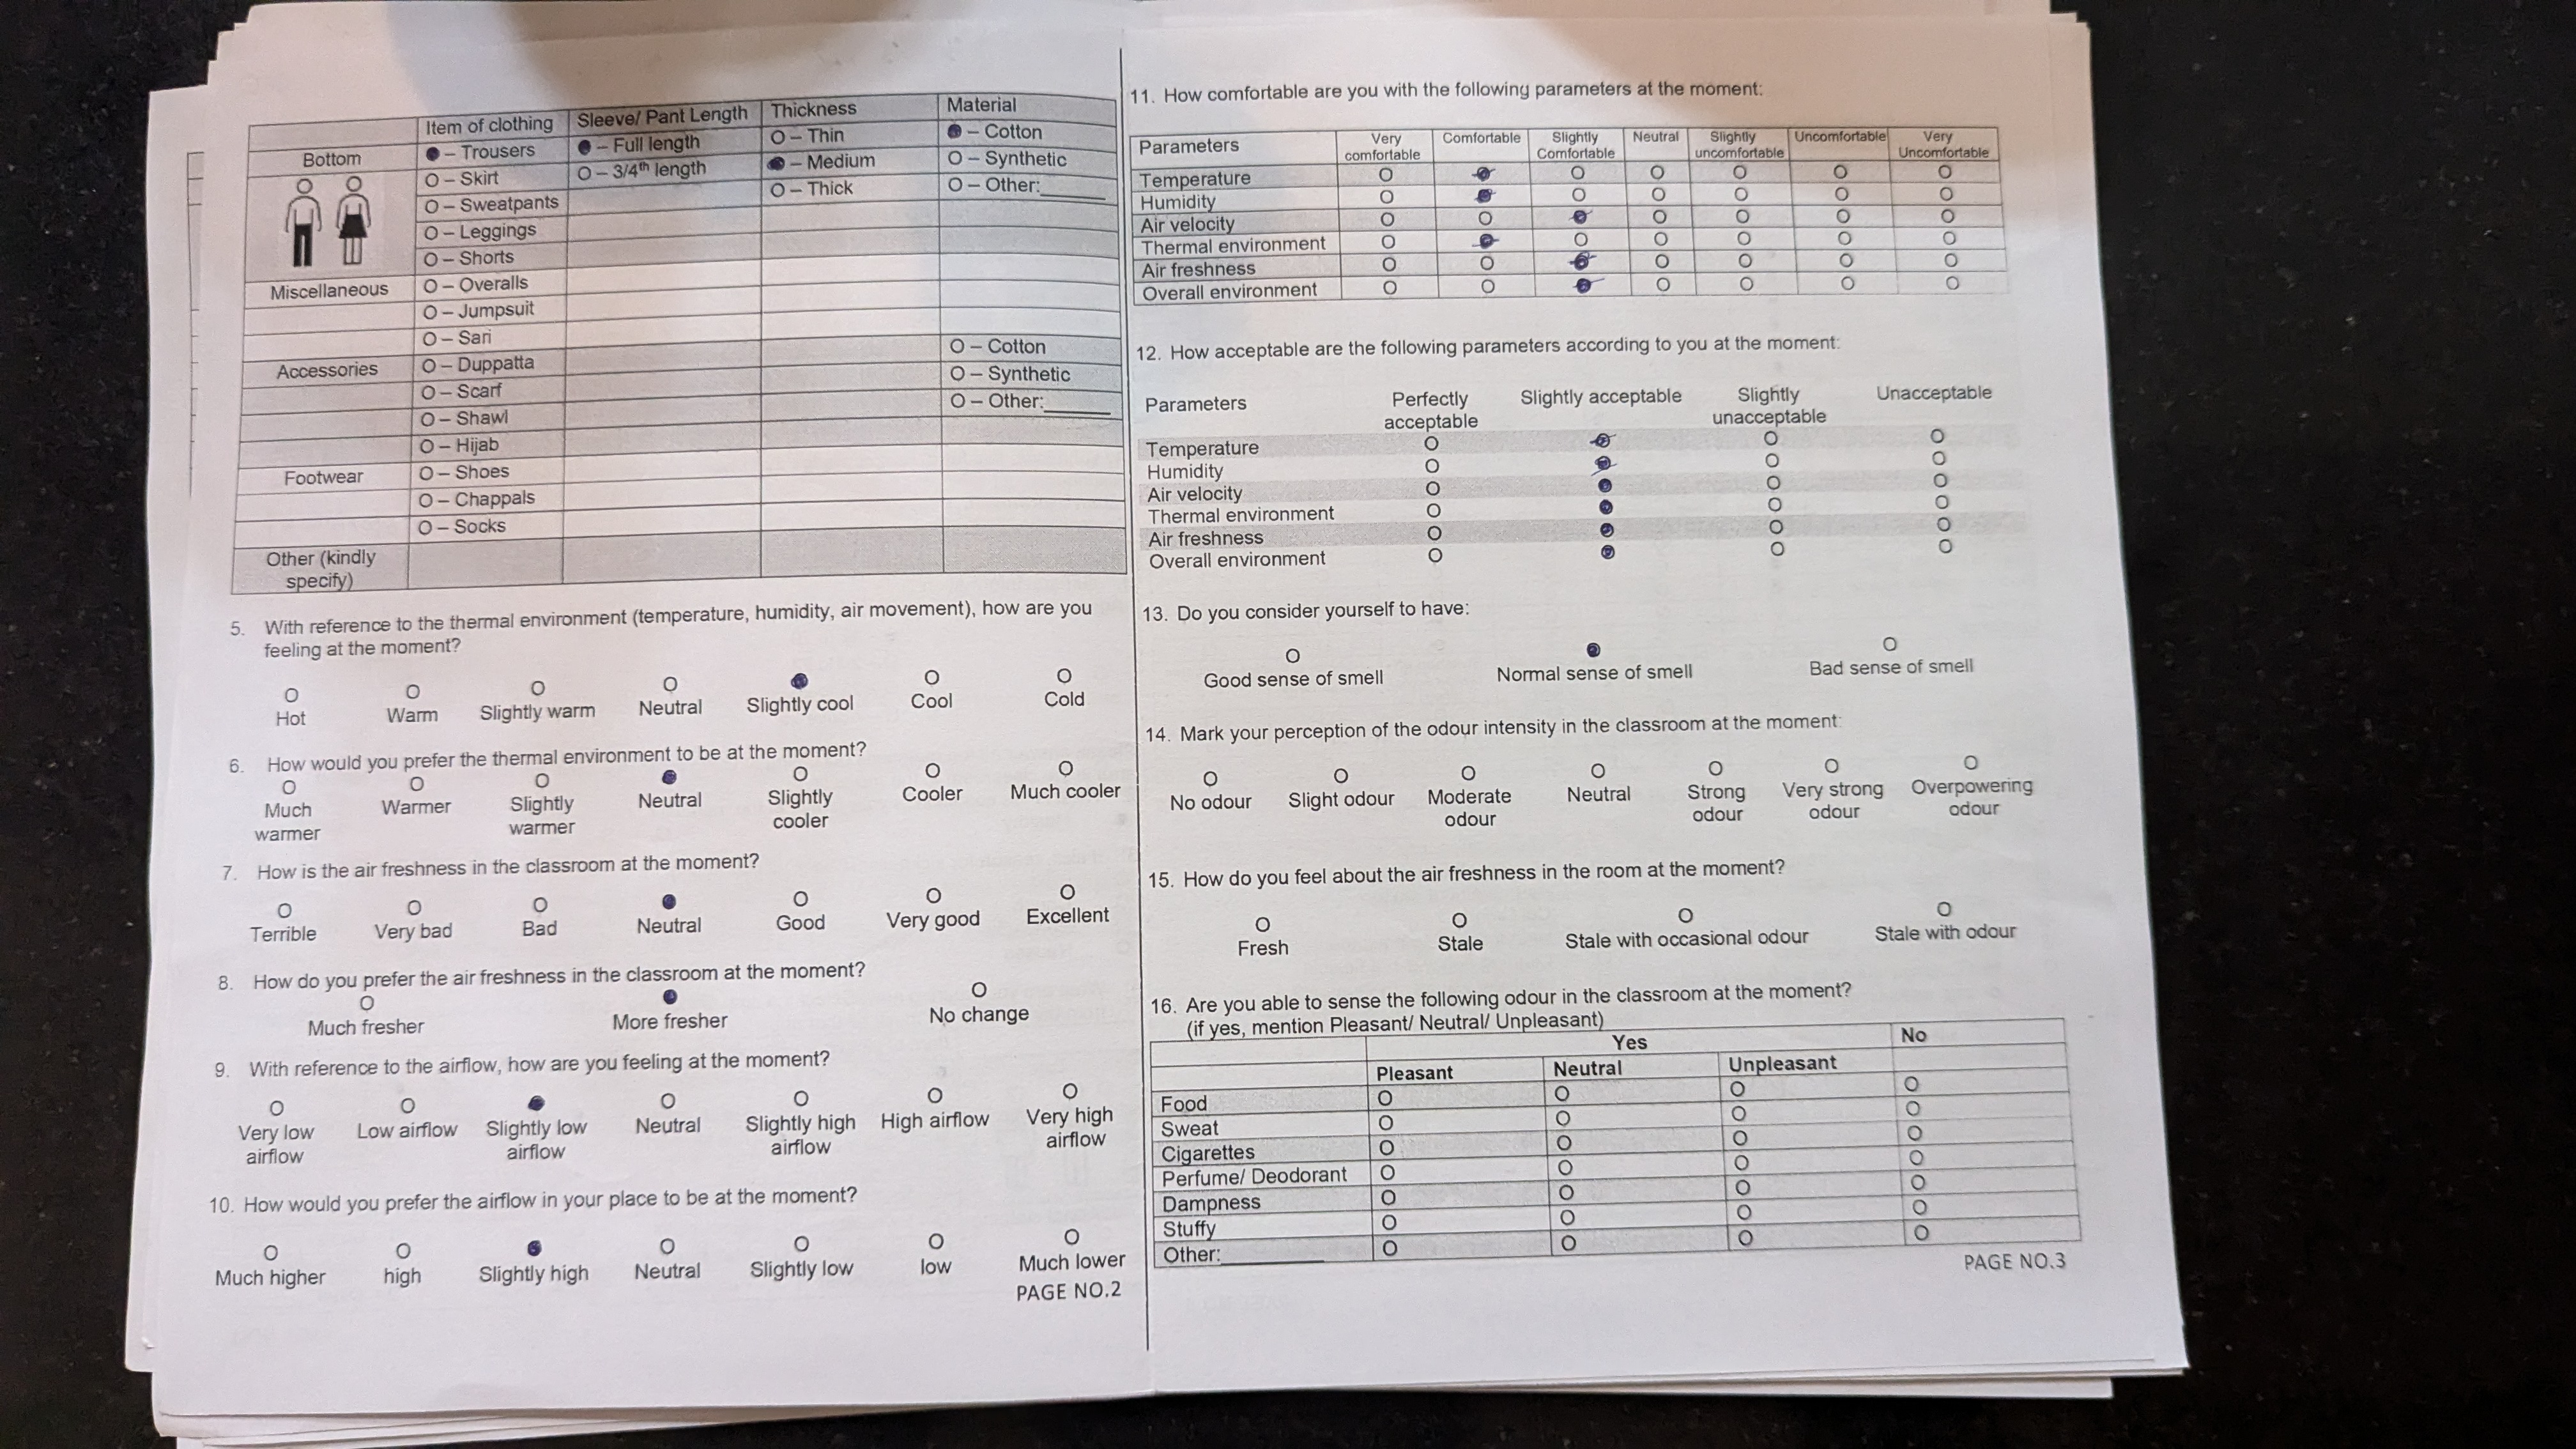 Item of clothing Sleeve/ Pant Length Thickness Material
Bottom ● – Trousers ● – Full length O – Thin ● – Cotton
O – Skirt O – 3/4th length ● – Medium O – Synthetic
O – Sweatpants O – Thick O – Other:______
O – Leggings
O – Shorts
Miscellaneous O – Overalls
O – Jumpsuit
O – Sari O – Cotton
Accessories O – Duppatta O – Synthetic
O – Scarf O – Other:______
O – Shawl
O – Hijab
Footwear O – Shoes
O – Chappals
O – Socks
Other (kindly
specify)
5. With reference to the thermal environment (temperature, humidity, air movement), how are you
feeling at the moment?
O O O O ● O O
Hot Warm Slightly warm Neutral Slightly cool Cool Cold
6. How would you prefer the thermal environment to be at the moment?
O O O ● O O O
Much Warmer Slightly Neutral Slightly Cooler Much cooler
warmer warmer cooler
7. How is the air freshness in the classroom at the moment?
O O O ● O O O
Terrible Very bad Bad Neutral Good Very good Excellent
8. How do you prefer the air freshness in the classroom at the moment?
O ● O
Much fresher More fresher No change
9. With reference to the airflow, how are you feeling at the moment?
O O ● O O O O
Very low Low airflow Slightly low Neutral Slightly high High airflow Very high
airflow airflow airflow airflow
10. How would you prefer the airflow in your place to be at the moment?
O O ● O O O O
Much higher high Slightly high Neutral Slightly low low Much lower
PAGE NO.2
11. How comfortable are you with the following parameters at the moment:
Parameters Very Comfortable Slightly Neutral Slightly Uncomfortable Very
comfortable Comfortable uncomfortable Uncomfortable
Temperature O ● O O O O O
Humidity O ● O O O O O
Air velocity O O ● O O O O
Thermal environment O ● O O O O O
Air freshness O O ● O O O O
Overall environment O O ● O O O O
12. How acceptable are the following parameters according to you at the moment:
Parameters Perfectly Slightly acceptable Slightly Unacceptable
acceptable unacceptable
Temperature O ● O O
Humidity O ● O O
Air velocity O ● O O
Thermal environment O ● O O
Air freshness O ● O O
Overall environment O ● O O
13. Do you consider yourself to have:
O ● O
Good sense of smell Normal sense of smell Bad sense of smell
14. Mark your perception of the odour intensity in the classroom at the moment:
O O O O O O O
No odour Slight odour Moderate Neutral Strong Very strong Overpowering
odour odour odour odour
15. How do you feel about the air freshness in the room at the moment?
O O O O
Fresh Stale Stale with occasional odour Stale with odour
16. Are you able to sense the following odour in the classroom at the moment?
(if yes, mention Pleasant/ Neutral/ Unpleasant)
Yes No
Pleasant Neutral Unpleasant
Food O O O O
Sweat O O O O
Cigarettes O O O O
Perfume/ Deodorant O O O O
Dampness O O O O
Stuffy O O O O
Other:__________ O O O O
PAGE NO.3